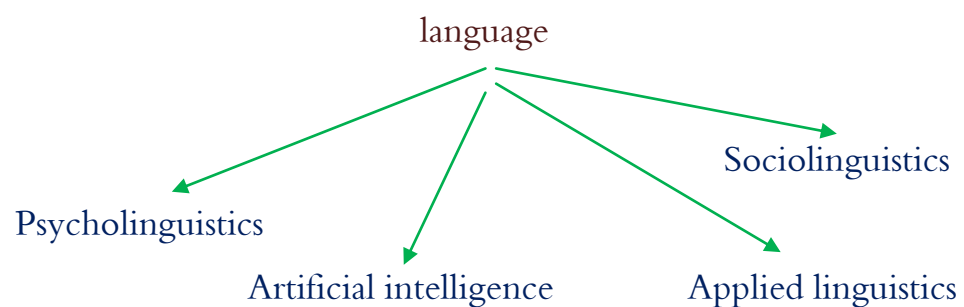 language
Sociolinguistics
Psycholinguistics
Artificial intelligence
Applied linguistics